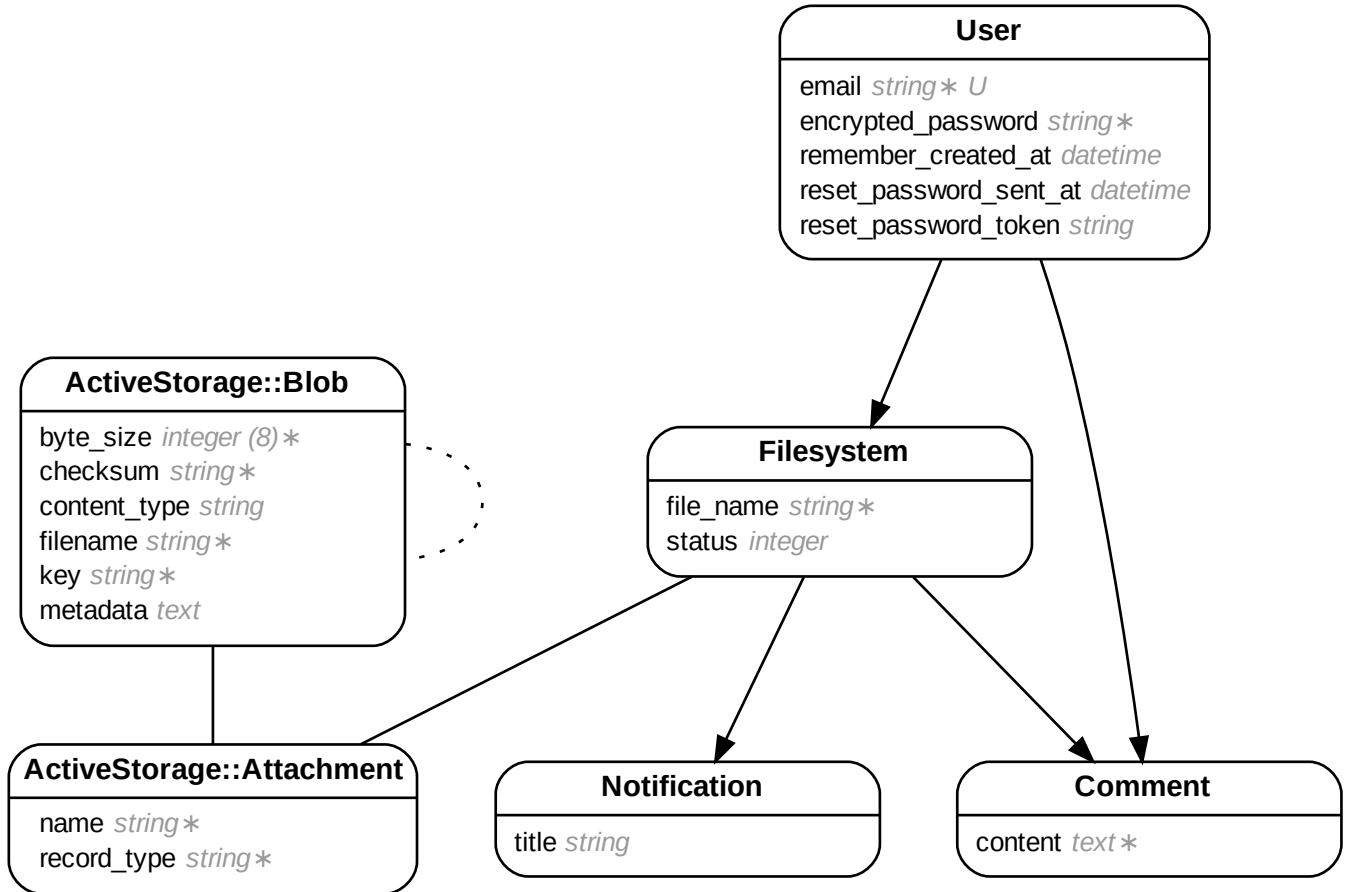 User
email string∗ U
encrypted_password string∗
remember_created_at datetime
reset_password_sent_at datetime
reset_password_token string
ActiveStorage::Blob
byte_size integer (8)∗
checksum string∗
content_type string
filename string∗
key string∗
metadata text
Filesystem
file_name string∗
status integer
ActiveStorage::Attachment
name string∗
record_type string∗
Notification
title string
Comment
content text∗